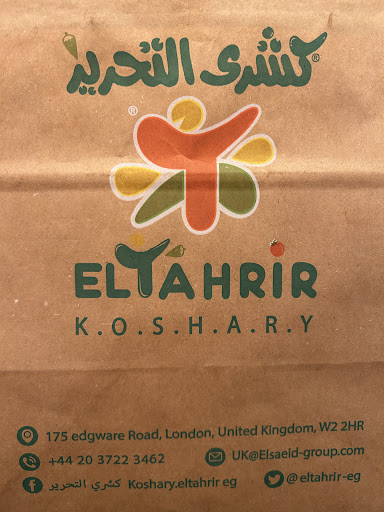 كشري التحرير ®
®
ELTAHRIR
K.O.S.H.A.R.Y
175 edgware Road, London, United Kingdom, W2 2HR
+44 20 3722 3462 UK@Elsaeid-group.com
كشري التحرير Koshary.eltahrir eg @eltahrir-eg